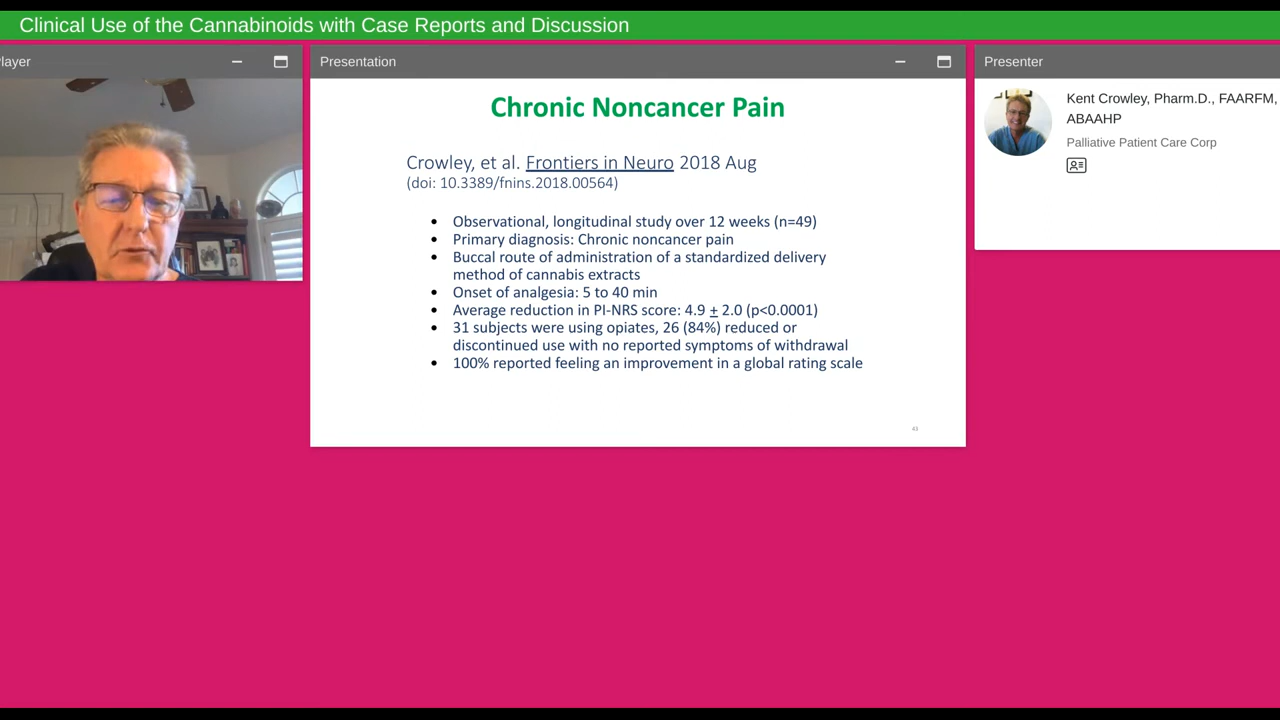 Clinical Use of the Cannabinoids with Case Reports and Discussion
layer
Presentation
Presenter
Chronic Noncancer Pain
Crowley, et al. Frontiers in Neuro 2018 Aug
(doi: 10.3389/fnins.2018.00564)
• Observational, longitudinal study over 12 weeks (n=49)
• Primary diagnosis: Chronic noncancer pain
• Buccal route of administration of a standardized delivery
method of cannabis extracts
• Onset of analgesia: 5 to 40 min
• Average reduction in PI-NRS score: 4.9 ± 2.0 (p<0.0001)
• 31 subjects were using opiates, 26 (84%) reduced or
discontinued use with no reported symptoms of withdrawal
• 100% reported feeling an improvement in a global rating scale
Kent Crowley, Pharm.D., FAARFM,
ABAAHP
Palliative Patient Care Corp